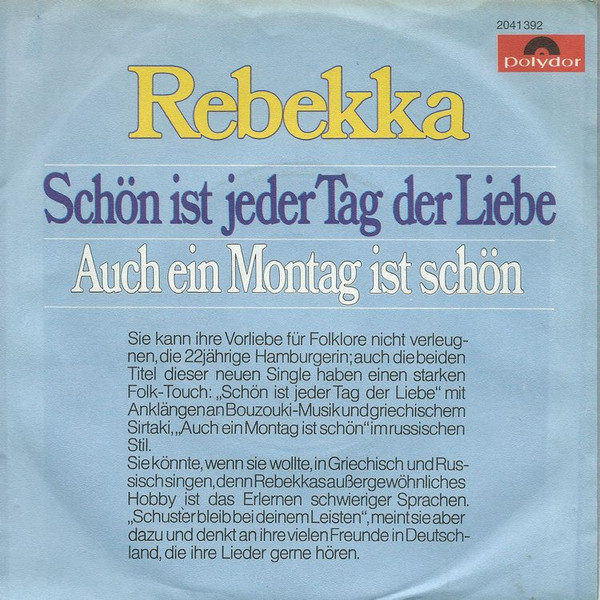 2041 392
Polydor
Rebekka
Schön ist jeder Tag der Liebe
Auch ein Montag ist schön
Sie kann ihre Vorliebe für Folklore nicht verleug-
nen, die 22jährige Hamburgerin; auch die beiden
Titel dieser neuen Single haben einen starken
Folk-Touch: „Schön ist jeder Tag der Liebe“ mit
Anklängen an Bouzouki-Musik und griechischem
Sirtaki, „Auch ein Montag ist schön“ im russischen
Stil.
Sie könnte, wenn sie wollte, in Griechisch und Rus-
sisch singen, denn Rebekkas außergewöhnliches
Hobby ist das Erlernen schwieriger Sprachen.
„Schuster bleib bei deinem Leisten“, meint sie aber
dazu und denkt an ihre vielen Freunde in Deutsch-
land, die ihre Lieder gerne hören.